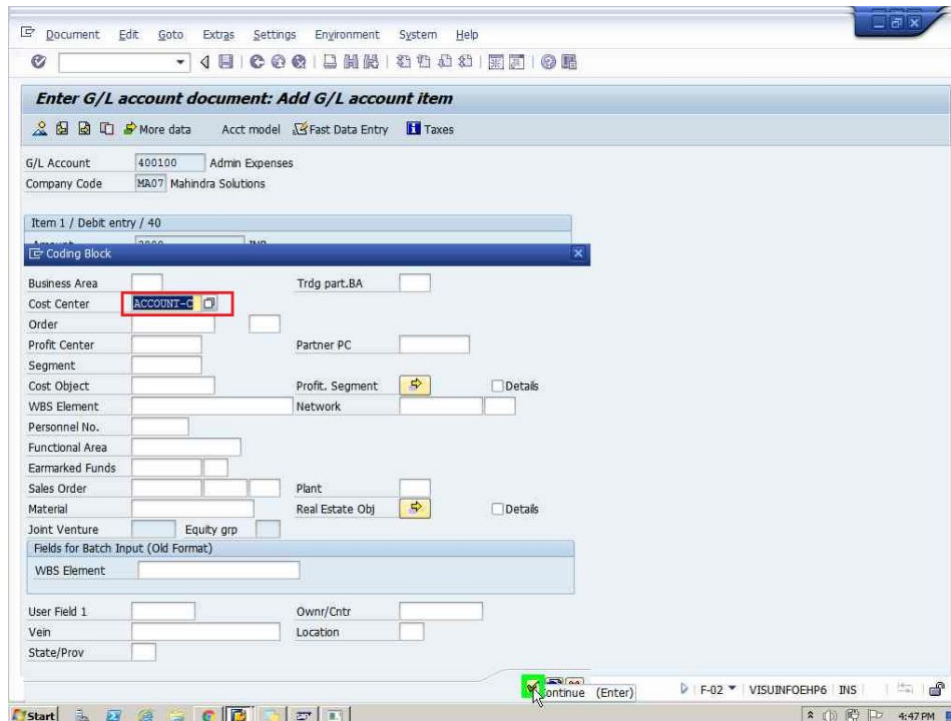 Document Edit Goto Extras Settings Environment System Help
Enter G/L account document: Add G/L account item
More data Acct model Fast Data Entry Taxes
G/L Account 400100 Admin Expenses
Company Code MA07 Mahindra Solutions
Item 1 / Debit entry / 40
Coding Block
Business Area Trdg part.BA
Cost Center ACCOUNT-C
Order
Profit Center Partner PC
Segment
Cost Object Profit. Segment Details
WBS Element Network
Personnel No.
Functional Area
Earmarked Funds
Sales Order Plant
Material Real Estate Obj Details
Joint Venture Equity grp
Fields for Batch Input (Old Format)
WBS Element
User Field 1 Ownr/Cntr
Vein Location
State/Prov
Continue (Enter) F-02 VISUINFOEHP6 INS
Start 4:47 PM